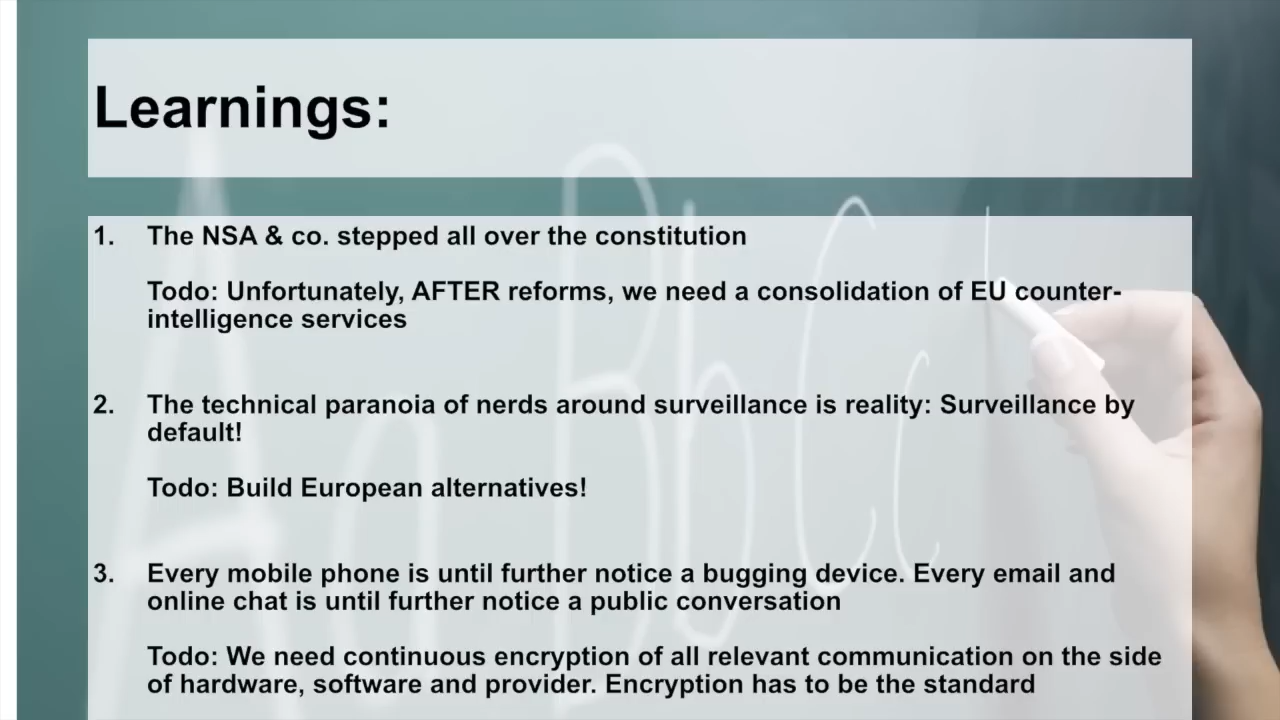 Learnings:
1. The NSA & co. stepped all over the constitution
Todo: Unfortunately, AFTER reforms, we need a consolidation of EU counter-
intelligence services
2. The technical paranoia of nerds around surveillance is reality: Surveillance by
default!
Todo: Build European alternatives!
3. Every mobile phone is until further notice a bugging device. Every email and
online chat is until further notice a public conversation
Todo: We need continuous encryption of all relevant communication on the side
of hardware, software and provider. Encryption has to be the standard
Aa Bb Cc